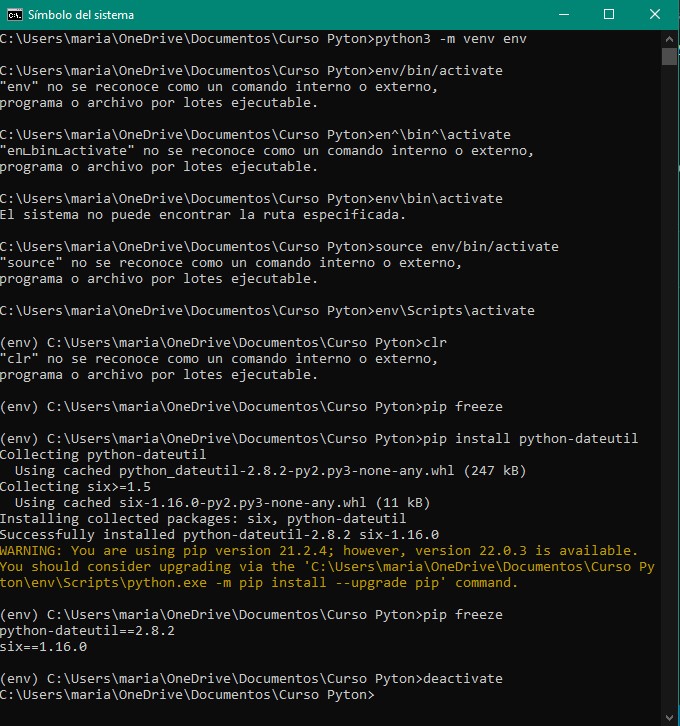 Símbolo del sistema
C:\Users\maria\OneDrive\Documentos\Curso Pyton>python3 -m venv env
C:\Users\maria\OneDrive\Documentos\Curso Pyton>env/bin/activate
"env" no se reconoce como un comando interno o externo,
programa o archivo por lotes ejecutable.
C:\Users\maria\OneDrive\Documentos\Curso Pyton>en^\bin^\activate
"en∟bin∟activate" no se reconoce como un comando interno o externo,
programa o archivo por lotes ejecutable.
C:\Users\maria\OneDrive\Documentos\Curso Pyton>env\bin\activate
El sistema no puede encontrar la ruta especificada.
C:\Users\maria\OneDrive\Documentos\Curso Pyton>source env/bin/activate
"source" no se reconoce como un comando interno o externo,
programa o archivo por lotes ejecutable.
C:\Users\maria\OneDrive\Documentos\Curso Pyton>env\Scripts\activate
(env) C:\Users\maria\OneDrive\Documentos\Curso Pyton>clr
"clr" no se reconoce como un comando interno o externo,
programa o archivo por lotes ejecutable.
(env) C:\Users\maria\OneDrive\Documentos\Curso Pyton>pip freeze
(env) C:\Users\maria\OneDrive\Documentos\Curso Pyton>pip install python-dateutil
Collecting python-dateutil
  Using cached python_dateutil-2.8.2-py2.py3-none-any.whl (247 kB)
Collecting six>=1.5
  Using cached six-1.16.0-py2.py3-none-any.whl (11 kB)
Installing collected packages: six, python-dateutil
Successfully installed python-dateutil-2.8.2 six-1.16.0
WARNING: You are using pip version 21.2.4; however, version 22.0.3 is available.
You should consider upgrading via the 'C:\Users\maria\OneDrive\Documentos\Curso Py
ton\env\Scripts\python.exe -m pip install --upgrade pip' command.
(env) C:\Users\maria\OneDrive\Documentos\Curso Pyton>pip freeze
python-dateutil==2.8.2
six==1.16.0
(env) C:\Users\maria\OneDrive\Documentos\Curso Pyton>deactivate
C:\Users\maria\OneDrive\Documentos\Curso Pyton>